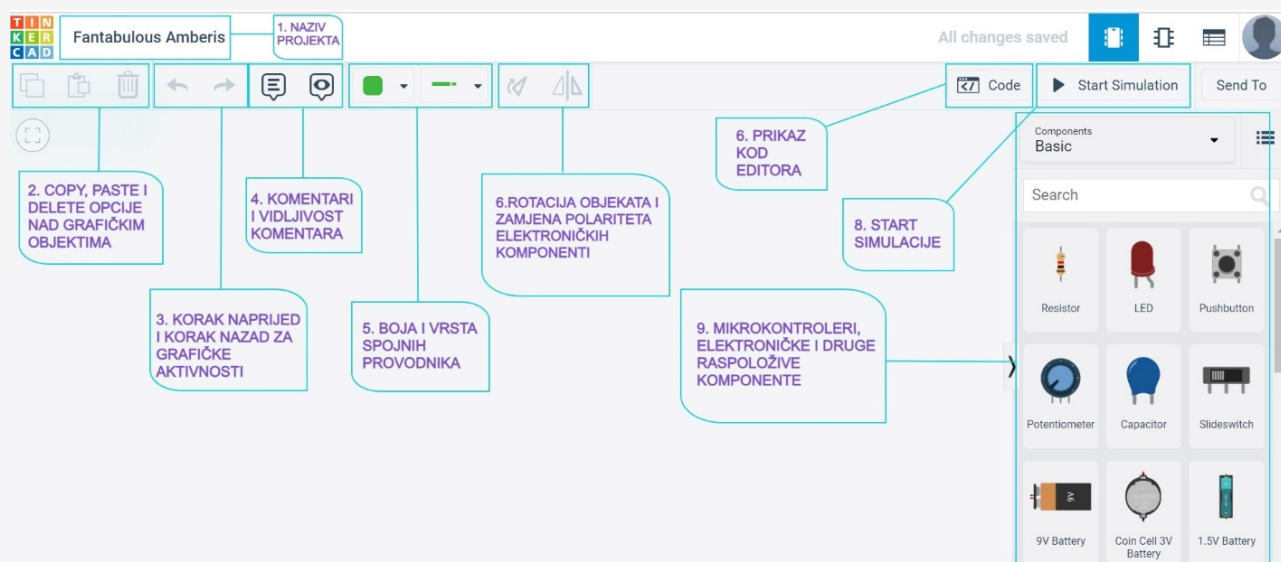 TIN
KER
CAD
Fantabulous Amberis
1. NAZIV
PROJEKTA
All changes saved
Code
Start Simulation
Send To
2. COPY, PASTE I
DELETE OPCIJE
NAD GRAFIČKIM
OBJEKTIMA
3. KORAK NAPRIJED
I KORAK NAZAD ZA
GRAFIČKE
AKTIVNOSTI
4. KOMENTARI
I VIDLJIVOST
KOMENTARA
5. BOJA I VRSTA
SPOJNIH
PROVODNIKA
6.ROTACIJA OBJEKATA I
ZAMJENA POLARITETA
ELEKTRONIČKIH
KOMPONENTI
6. PRIKAZ
KOD
EDITORA
8. START
SIMULACIJE
9. MIKROKONTROLERI,
ELEKTRONIČKE I DRUGE
RASPOLOŽIVE
KOMPONENTE
Components
Basic
Search
Resistor
LED
Pushbutton
Potentiometer
Capacitor
Slideswitch
9V
9V Battery
Coin Cell 3V
Battery
1.5V Battery